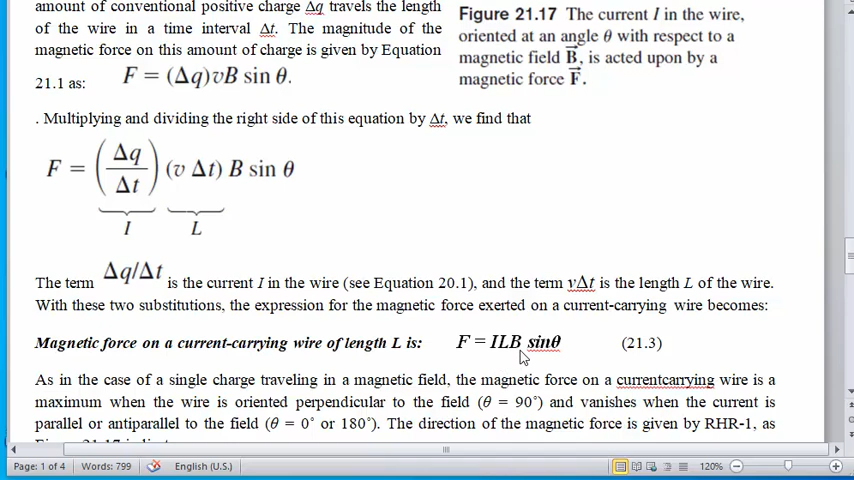 amount of conventional positive charge Δq travels the length
of the wire in a time interval Δt. The magnitude of the
magnetic force on this amount of charge is given by Equation
21.1 as: F = (Δq)vB sin θ.
Figure 21.17 The current I in the wire,
oriented at an angle θ with respect to a
magnetic field B⃗, is acted upon by a
magnetic force F⃗.
. Multiplying and dividing the right side of this equation by Δt, we find that
F = (Δq/Δt) (v Δt) B sin θ
I L
The term Δq/Δt is the current I in the wire (see Equation 20.1), and the term vΔt is the length L of the wire.
With these two substitutions, the expression for the magnetic force exerted on a current-carrying wire becomes:
Magnetic force on a current-carrying wire of length L is: F = ILB sinθ (21.3)
As in the case of a single charge traveling in a magnetic field, the magnetic force on a currentcarrying wire is a
maximum when the wire is oriented perpendicular to the field (θ = 90˚) and vanishes when the current is
parallel or antiparallel to the field (θ = 0˚ or 180˚). The direction of the magnetic force is given by RHR-1, as
Page: 1 of 4 Words: 799 English (U.S.) 120%